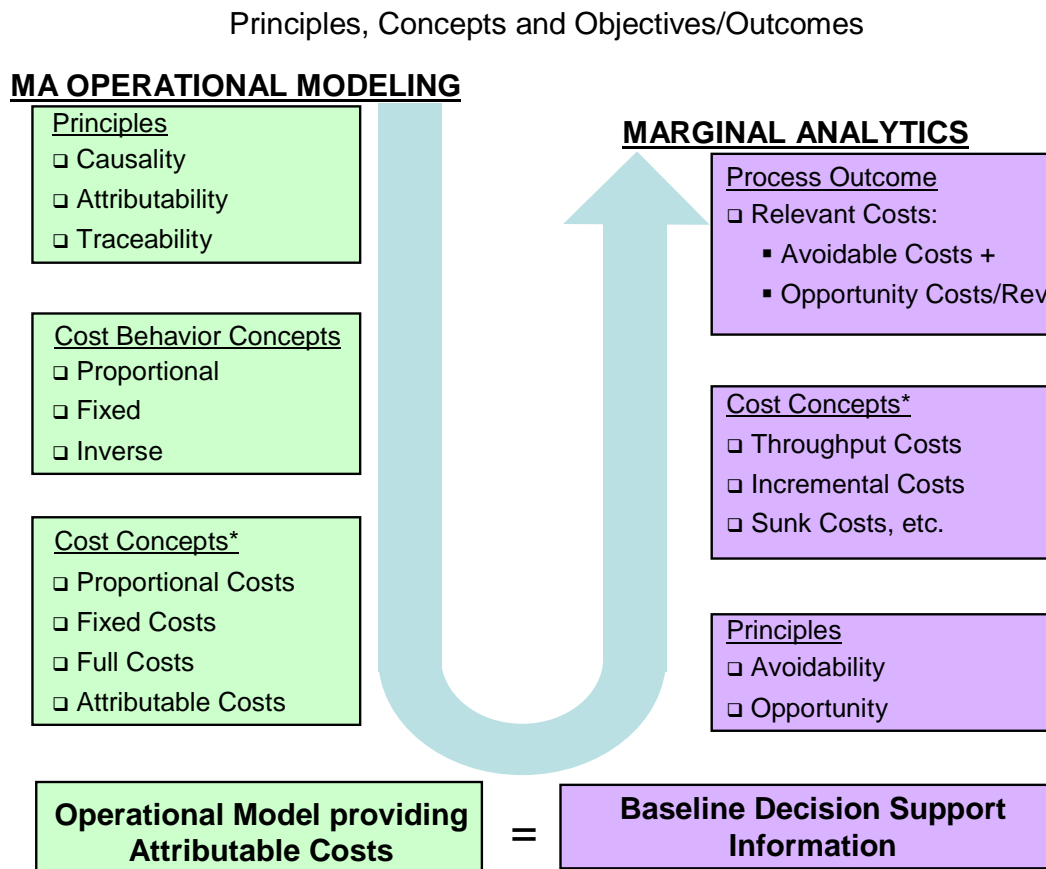 Principles, Concepts and Objectives/Outcomes
MA OPERATIONAL MODELING
Principles
❑ Causality
❑ Attributability
❑ Traceability
Cost Behavior Concepts
❑ Proportional
❑ Fixed
❑ Inverse
Cost Concepts*
❑ Proportional Costs
❑ Fixed Costs
❑ Full Costs
❑ Attributable Costs
MARGINAL ANALYTICS
Process Outcome
❑ Relevant Costs:
▪ Avoidable Costs +
▪ Opportunity Costs/Rev
Cost Concepts*
❑ Throughput Costs
❑ Incremental Costs
❑ Sunk Costs, etc.
Principles
❑ Avoidability
❑ Opportunity
Operational Model providing
Attributable Costs
=
Baseline Decision Support
Information